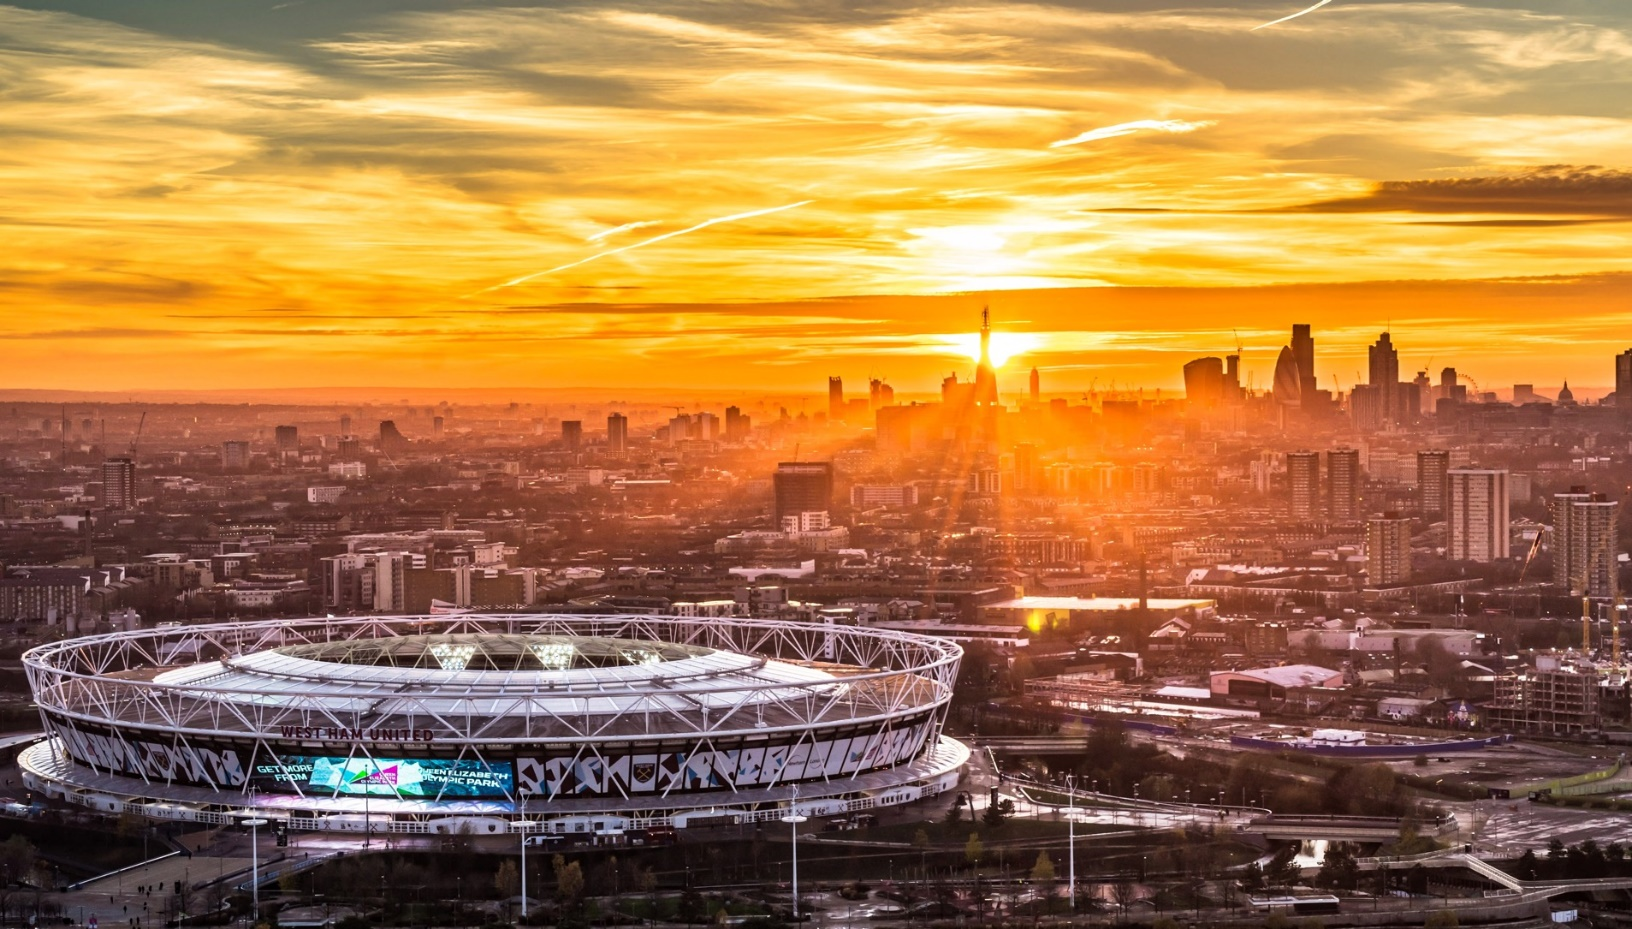 WEST HAM UNITED
GET MORE
FROM
QUEEN ELIZABETH
OLYMPIC PARK